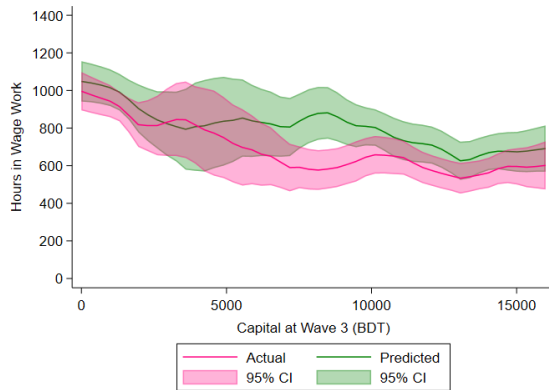 1400
1200
1000
800
600
400
200
0
Hours in Wage Work
0 5000 10000 15000
Capital at Wave 3 (BDT)
Actual Predicted
95% CI 95% CI